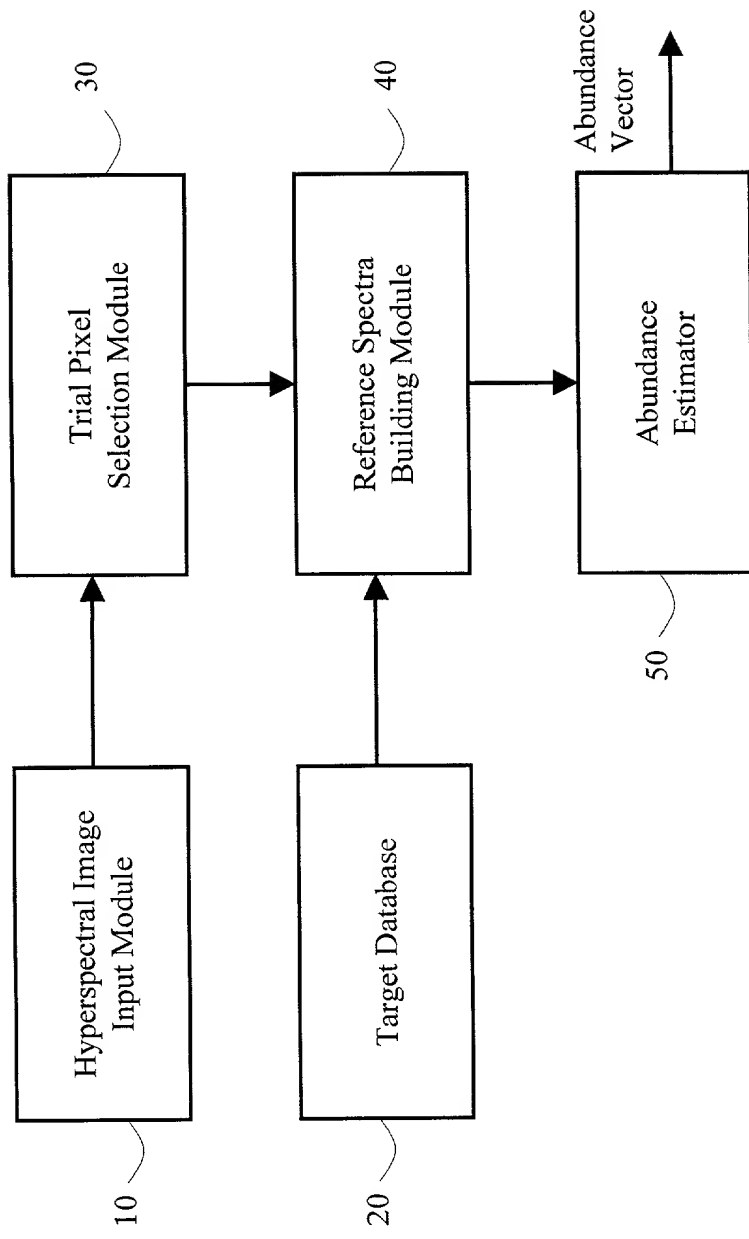 Hyperspectral Image
Input Module
10
Trial Pixel
Selection Module
30
Target Database
20
Reference Spectra
Building Module
40
Abundance
Estimator
50
Abundance
Vector